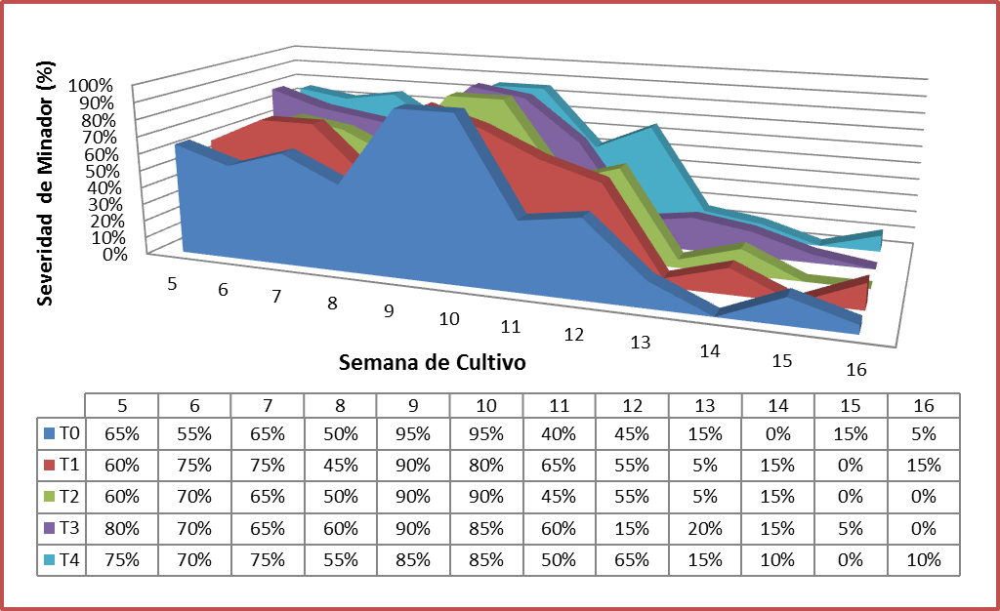 Severidad de Minador (%)
100%
90%
80%
70%
60%
50%
40%
30%
20%
10%
0%
5 6 7 8 9 10 11 12 13 14 15 16
Semana de Cultivo
5 6 7 8 9 10 11 12 13 14 15 16
T0 65% 55% 65% 50% 95% 95% 40% 45% 15% 0% 15% 5%
T1 60% 75% 75% 45% 90% 80% 65% 55% 5% 15% 0% 15%
T2 60% 70% 65% 50% 90% 90% 45% 55% 5% 15% 0% 0%
T3 80% 70% 65% 60% 90% 85% 60% 15% 20% 15% 5% 0%
T4 75% 70% 75% 55% 85% 85% 50% 65% 15% 10% 0% 10%